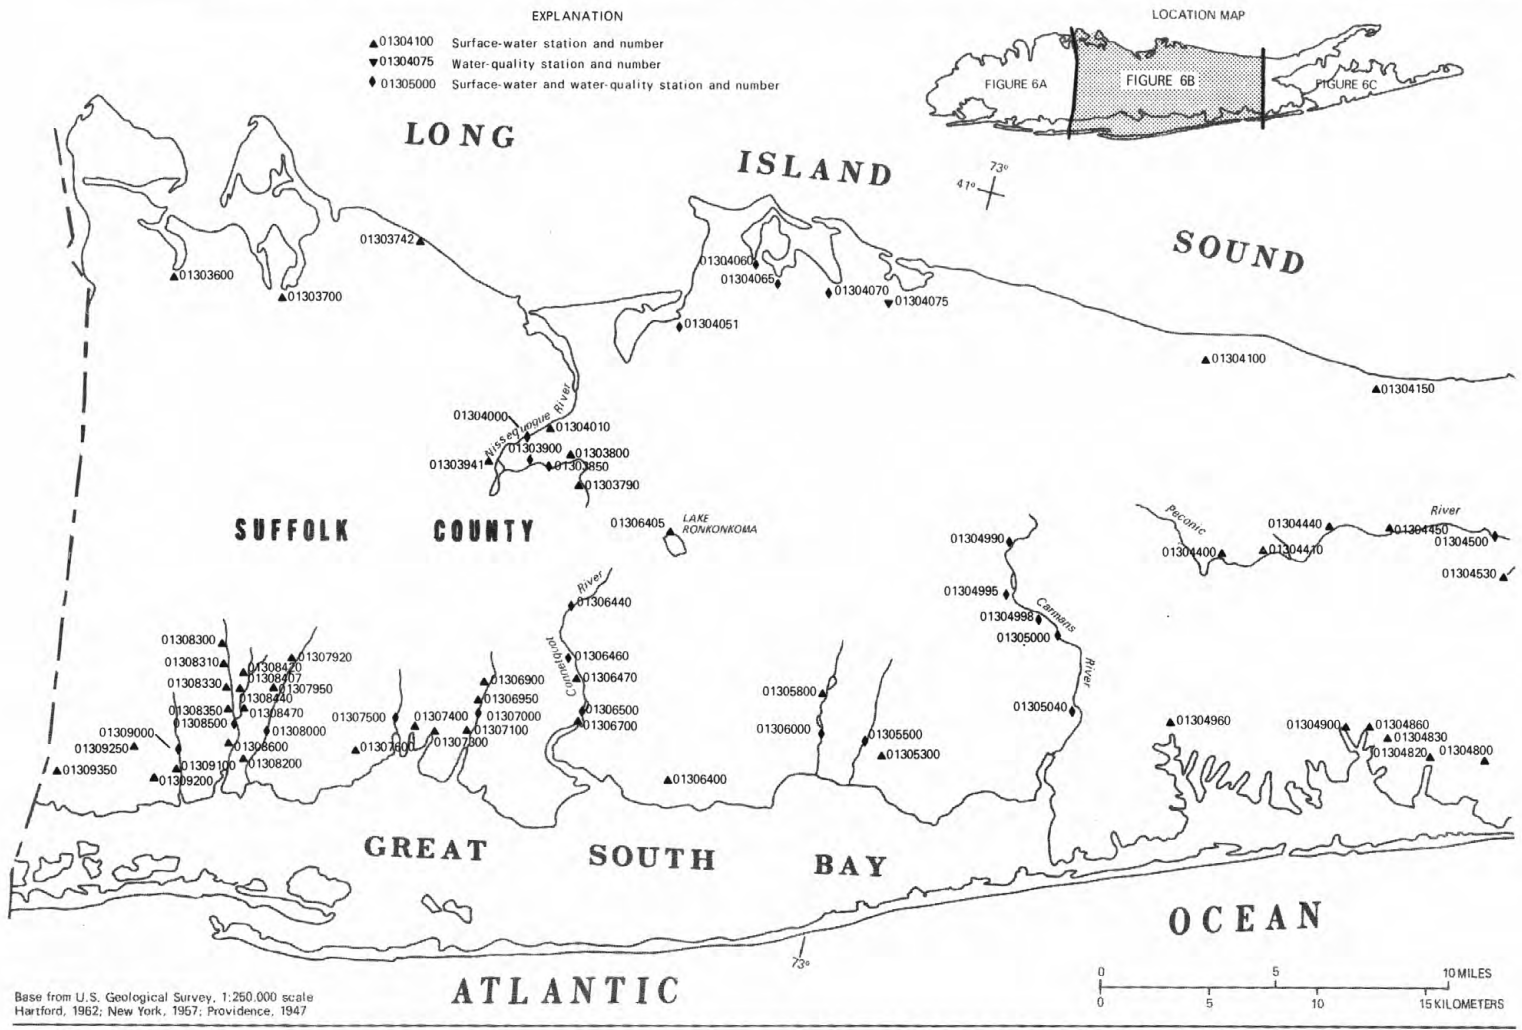 EXPLANATION
▲01304100 Surface-water station and number
▼01304075 Water-quality station and number
♦ 01305000 Surface-water and water-quality station and number
LOCATION MAP
FIGURE 6A
FIGURE 6B
FIGURE 6C
LONG
ISLAND
SOUND
73°
41°
01303742
01303600
01303700
01304060
01304065
01304070
01304075
01304051
01304100
01304150
Nissequogue River
01304000
01304010
01303900
01303800
01303941
01303850
01303790
SUFFOLK COUNTY
01306405
LAKE
RONKONKOMA
Peconic
River
01304440
01304450
01304500
01304400
01304410
01304530
01304990
01304995
Carmans
River
01304998
01305000
01305040
River
Connetquot
01306440
01306460
01306470
01306500
01306700
01308300
01308310
01308330
01308350
01308500
01307920
01308420
01308407
01307950
01308440
01308470
01308000
01309000
01309250
01309350
01309100
01309200
01308600
01308200
01307500
01307400
01307600
01307300
01306900
01306950
01307000
01307100
01306400
01305800
01306000
01305500
01305300
01304960
01304900
01304860
01304830
01304820
01304800
GREAT SOUTH BAY
ATLANTIC
OCEAN
73°
0 5 10 MILES
0 5 10 15 KILOMETERS
Base from U.S. Geological Survey, 1:250.000 scale
Hartford, 1962; New York, 1957; Providence, 1947